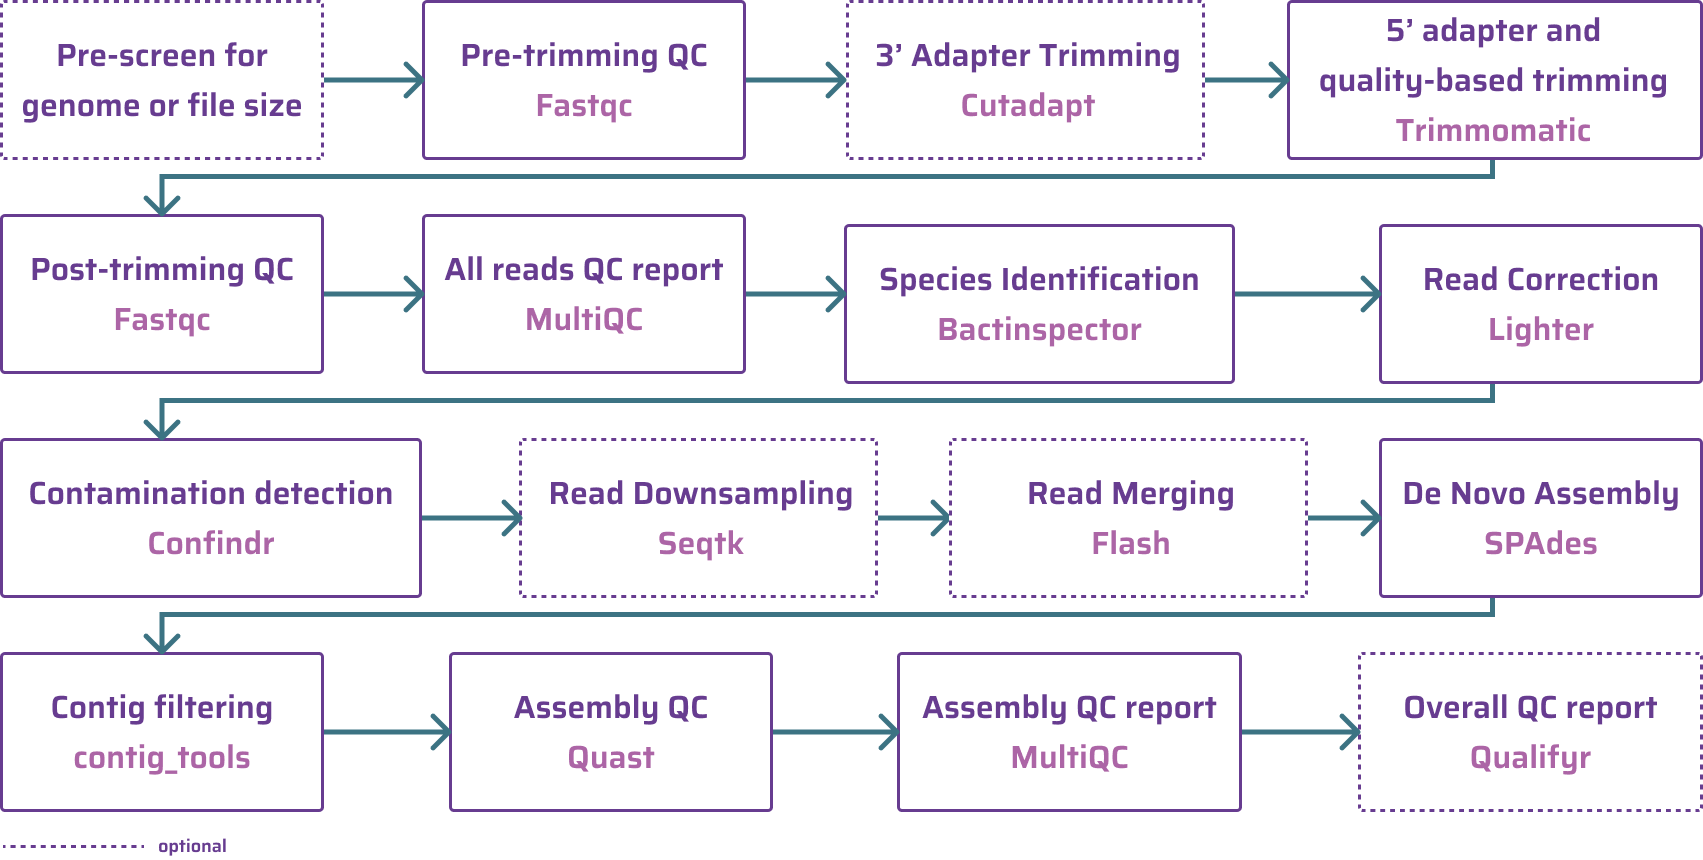 Pre-screen for
genome or file size
Pre-trimming QC
Fastqc
3’ Adapter Trimming
Cutadapt
5’ adapter and
quality-based trimming
Trimmomatic
Post-trimming QC
Fastqc
All reads QC report
MultiQC
Species Identification
Bactinspector
Read Correction
Lighter
Contamination detection
Confindr
Read Downsampling
Seqtk
Read Merging
Flash
De Novo Assembly
SPAdes
Contig filtering
contig_tools
Assembly QC
Quast
Assembly QC report
MultiQC
Overall QC report
Qualifyr
optional